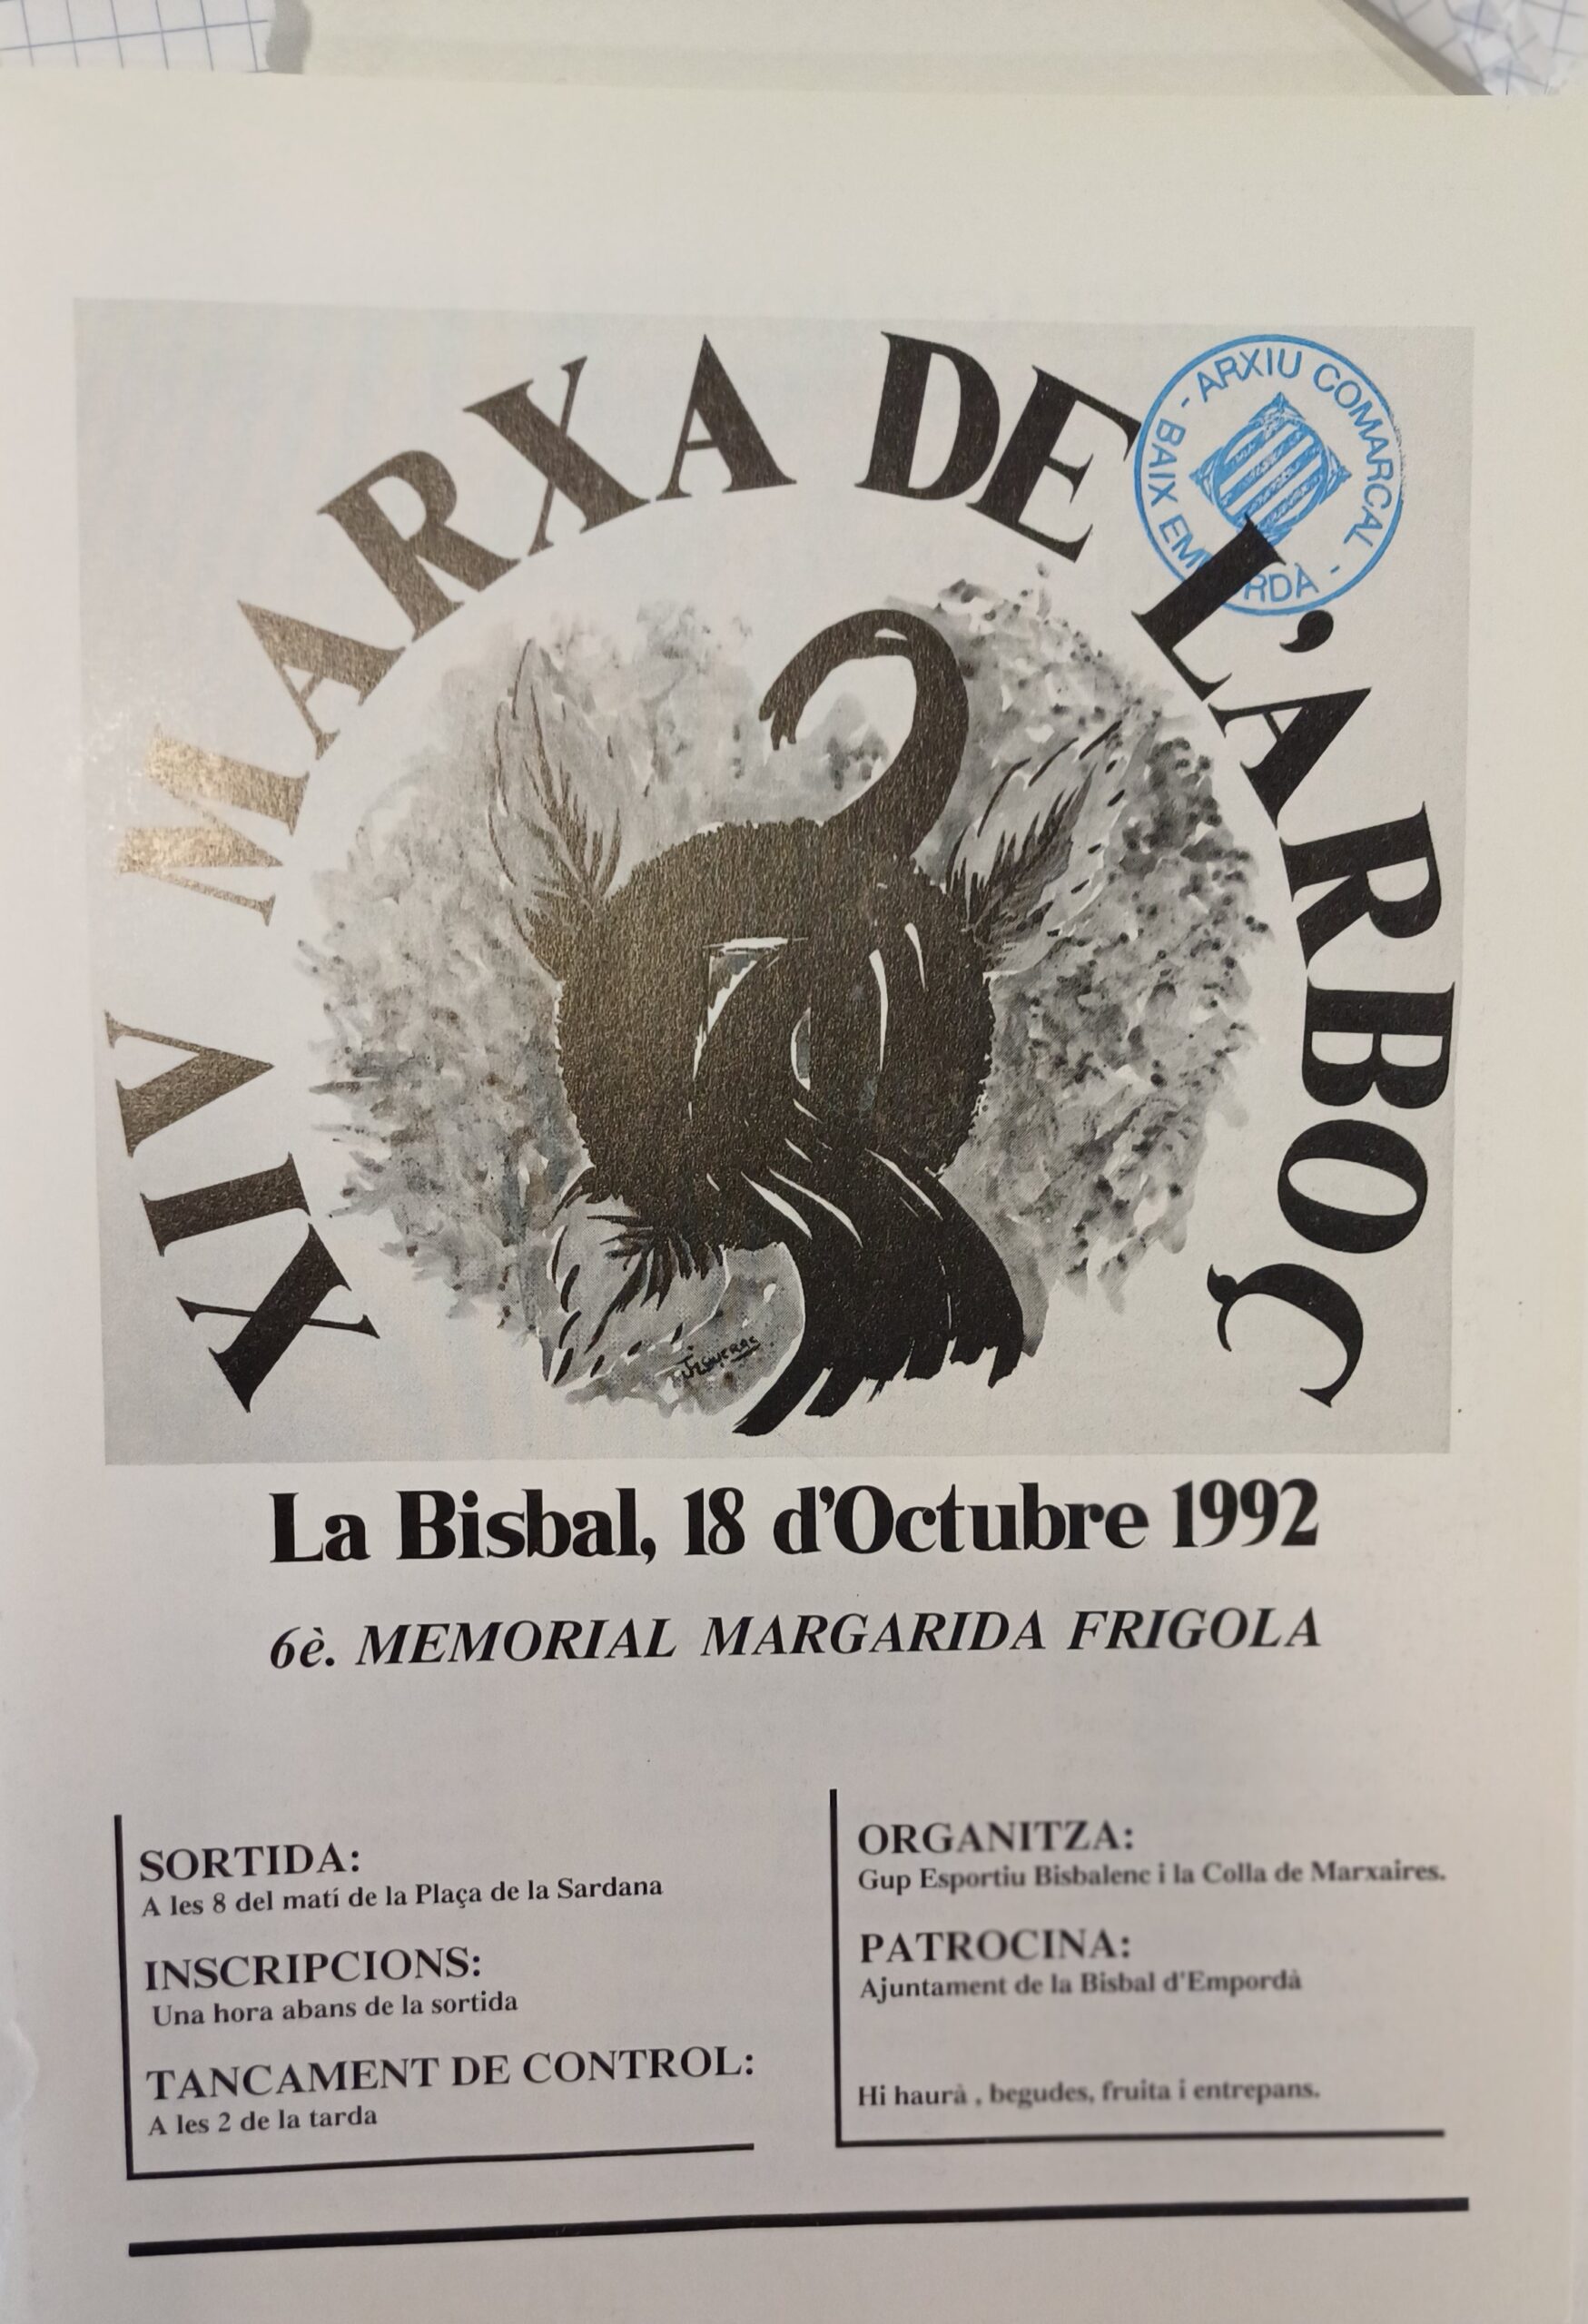 XIV MARXA DE L'ARBOÇ
- ARXIU COMARCAL -
BAIX EM RDÀ
La Bisbal, 18 d'Octubre 1992
6è. MEMORIAL MARGARIDA FRIGOLA
SORTIDA:
A les 8 del matí de la Plaça de la Sardana
INSCRIPCIONS:
Una hora abans de la sortida
TANCAMENT DE CONTROL:
A les 2 de la tarda
ORGANITZA:
Gup Esportiu Bisbalenc i la Colla de Marxaires.
PATROCINA:
Ajuntament de la Bisbal d'Empordà
Hi haurà , begudes, fruita i entrepans.